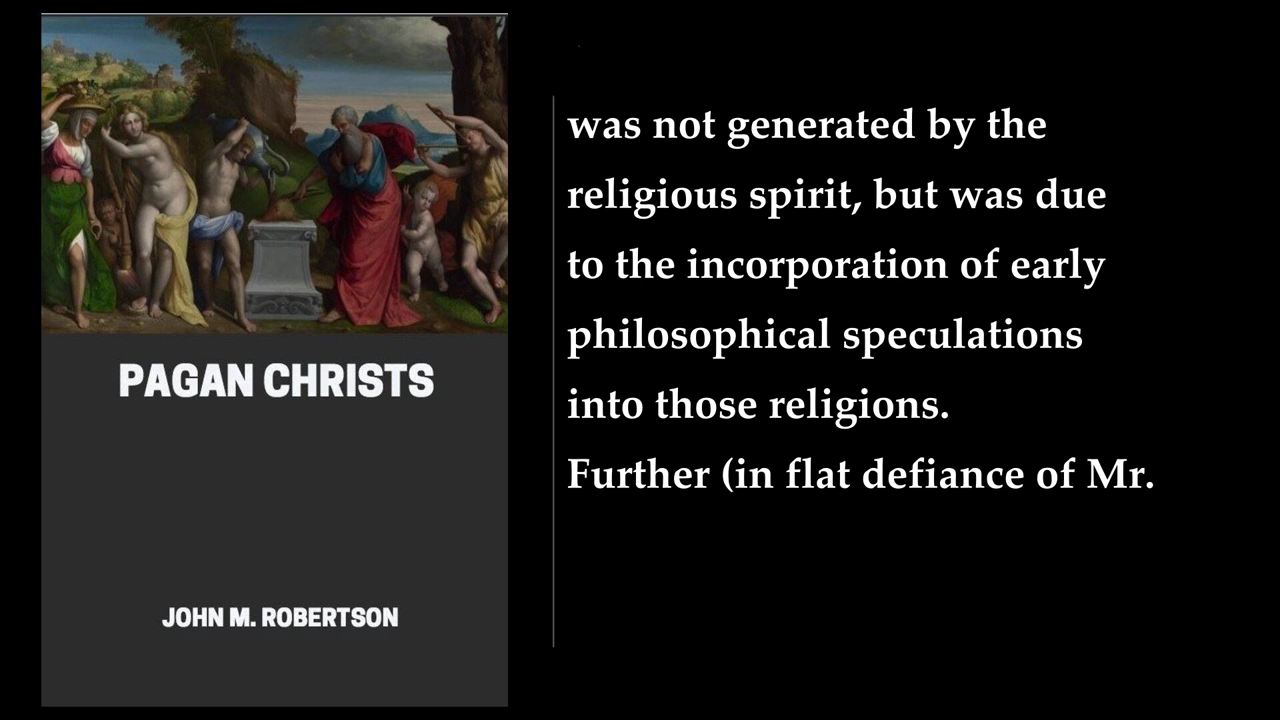 PAGAN CHRISTS
JOHN M. ROBERTSON
was not generated by the
religious spirit, but was due
to the incorporation of early
philosophical speculations
into those religions.
Further (in flat defiance of Mr.